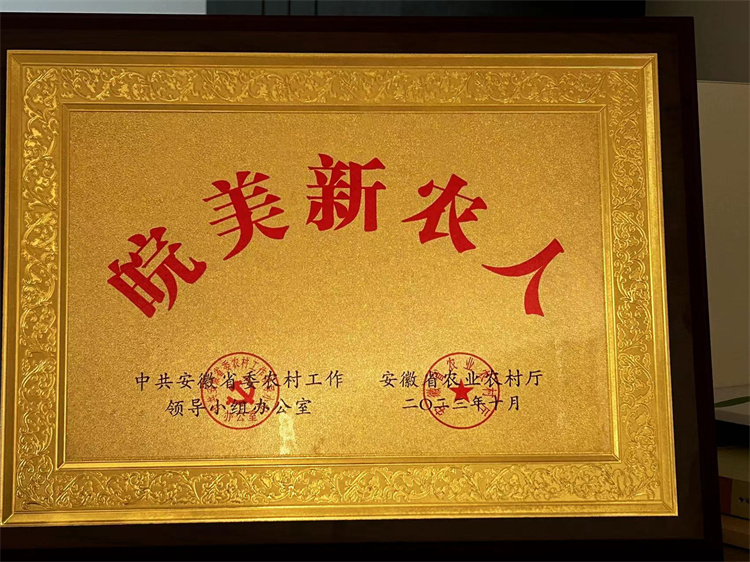 皖美新农人
中共安徽省委农村工作
领导小组办公室
安徽省农业农村厅
二〇二二年十月